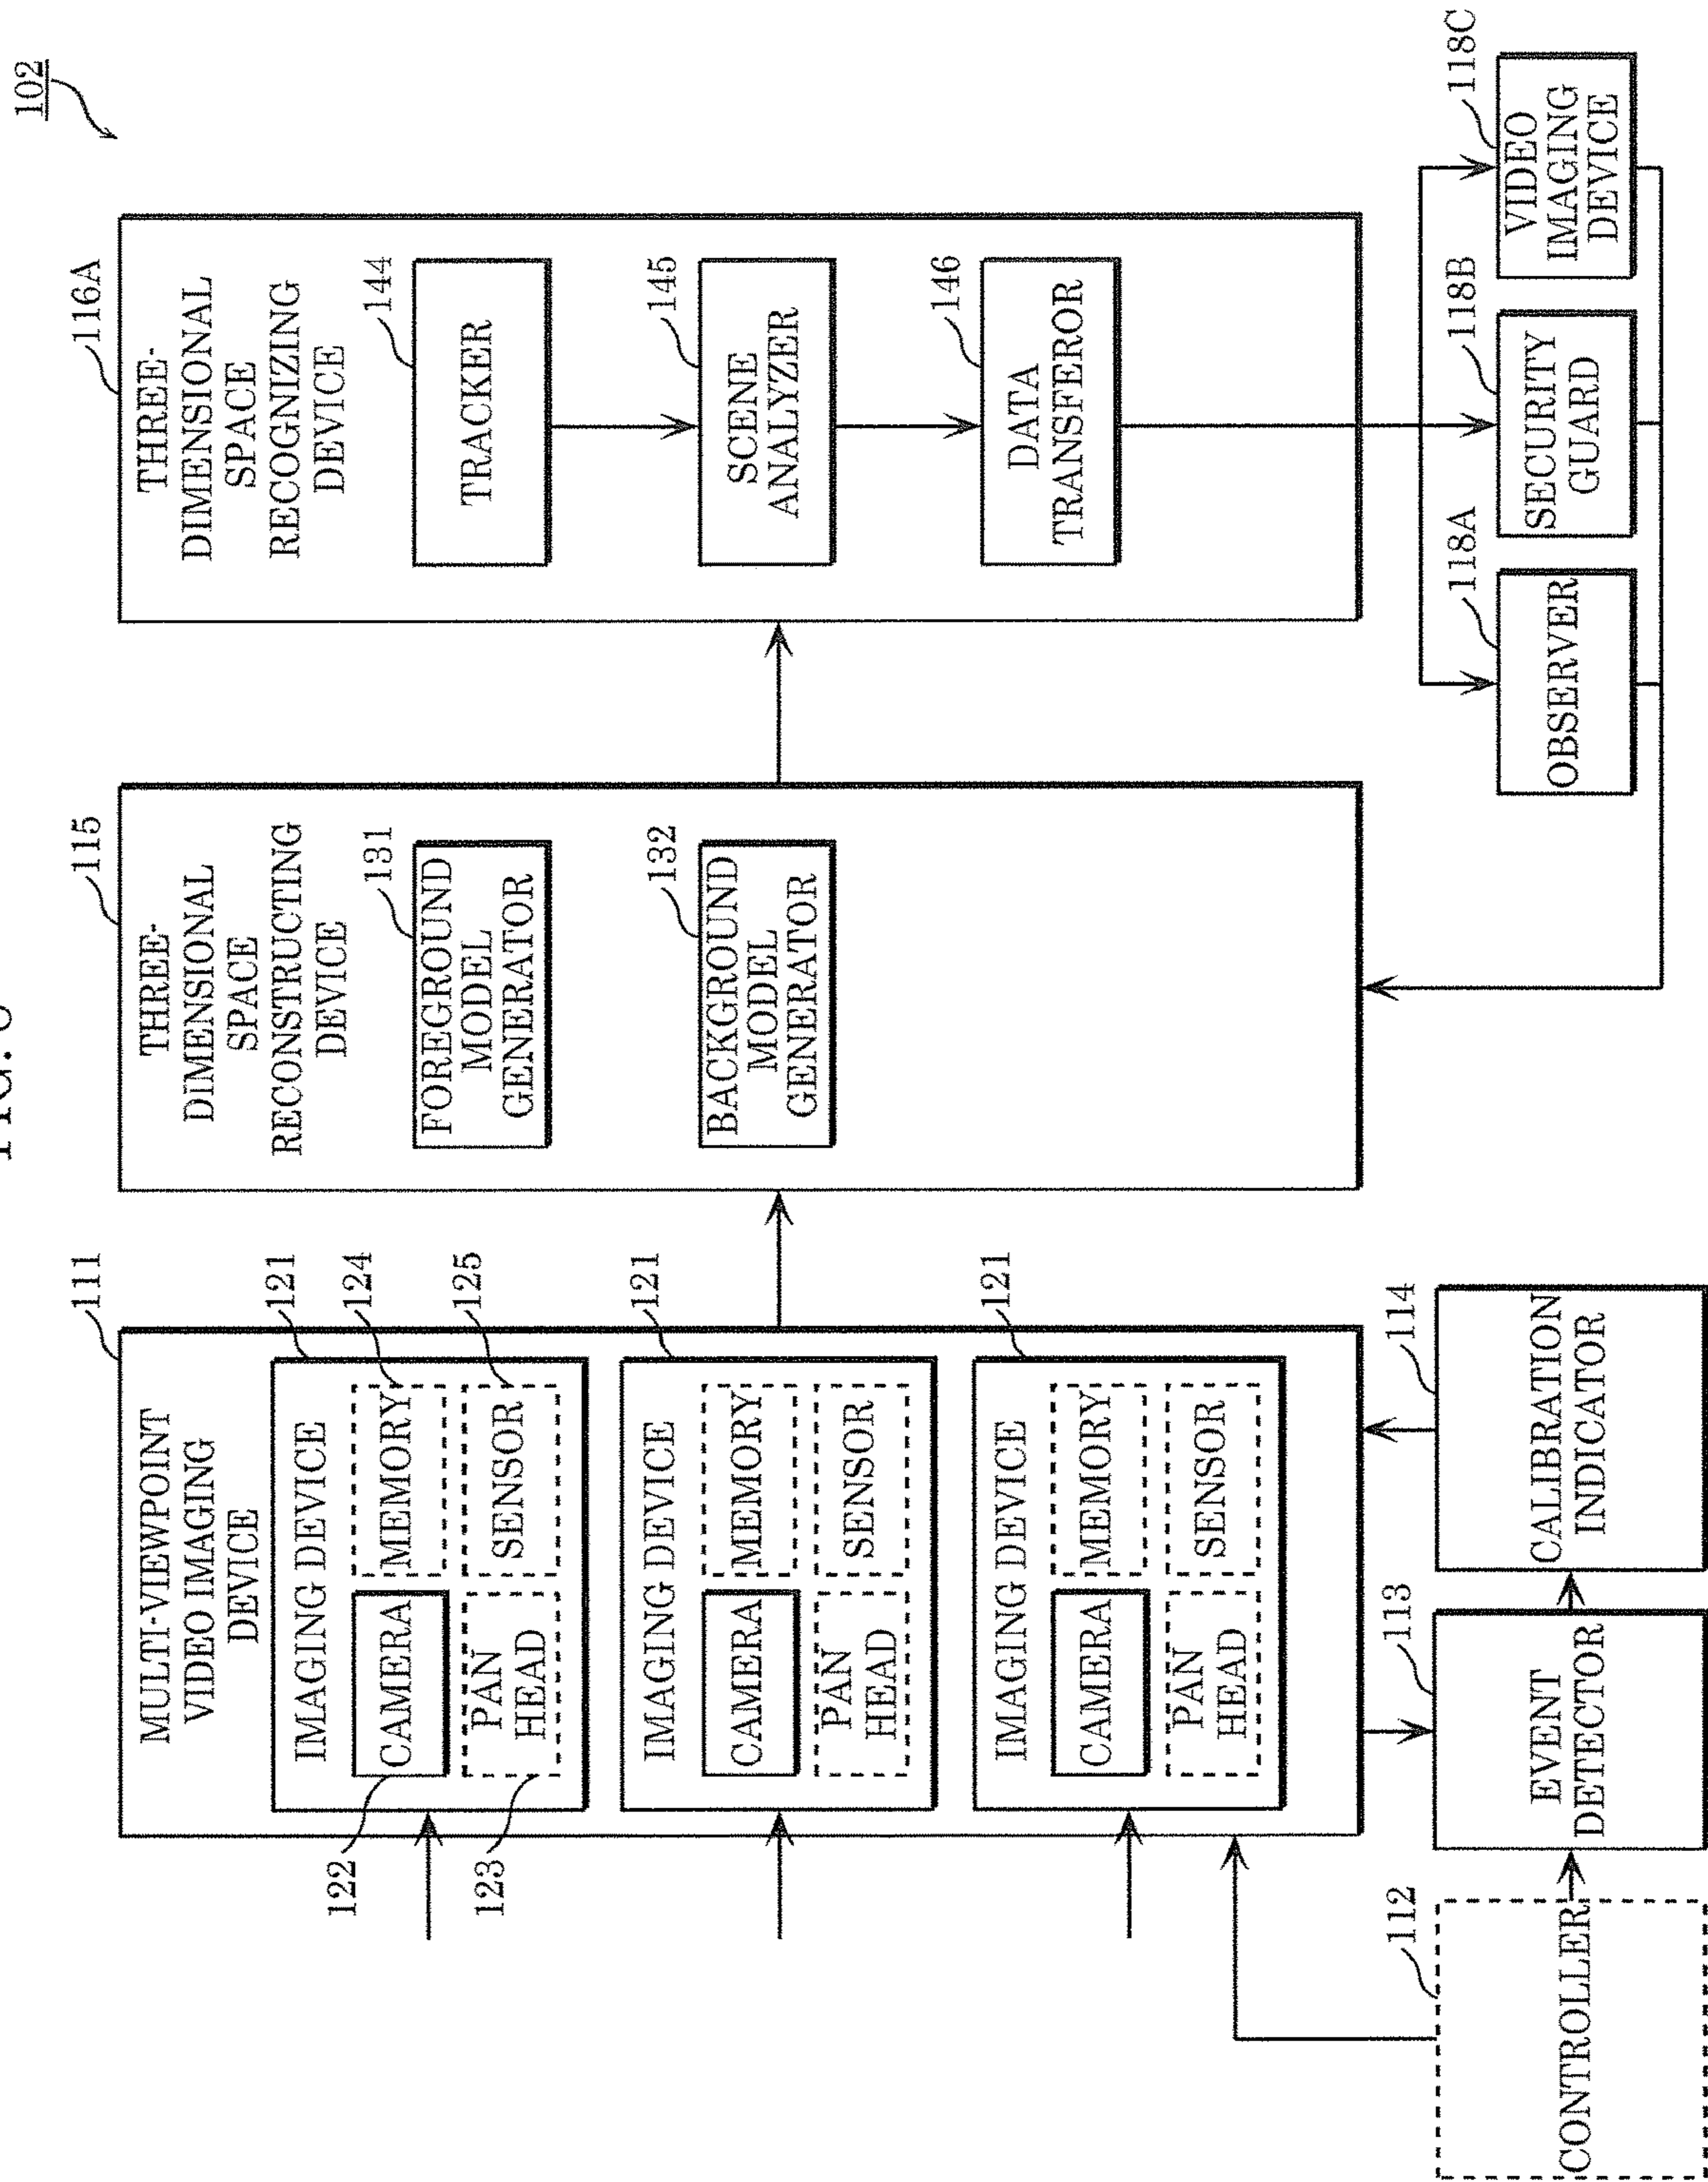 102
111
MULTI-VIEWPOINT
VIDEO IMAGING
DEVICE
121
IMAGING DEVICE
122
CAMERA
124
MEMORY
123
PAN
HEAD
125
SENSOR
121
IMAGING DEVICE
CAMERA
MEMORY
PAN
HEAD
SENSOR
121
IMAGING DEVICE
CAMERA
MEMORY
PAN
HEAD
SENSOR
112
CONTROLLER
113
EVENT
DETECTOR
114
CALIBRATION
INDICATOR
115
THREE-
DIMENSIONAL
SPACE
RECONSTRUCTING
DEVICE
131
FOREGROUND
MODEL
GENERATOR
132
BACKGROUND
MODEL
GENERATOR
116A
THREE-
DIMENSIONAL
SPACE
RECOGNIZING
DEVICE
144
TRACKER
145
SCENE
ANALYZER
146
DATA
TRANSFEROR
118A
OBSERVER
118B
SECURITY
GUARD
118C
VIDEO
IMAGING
DEVICE